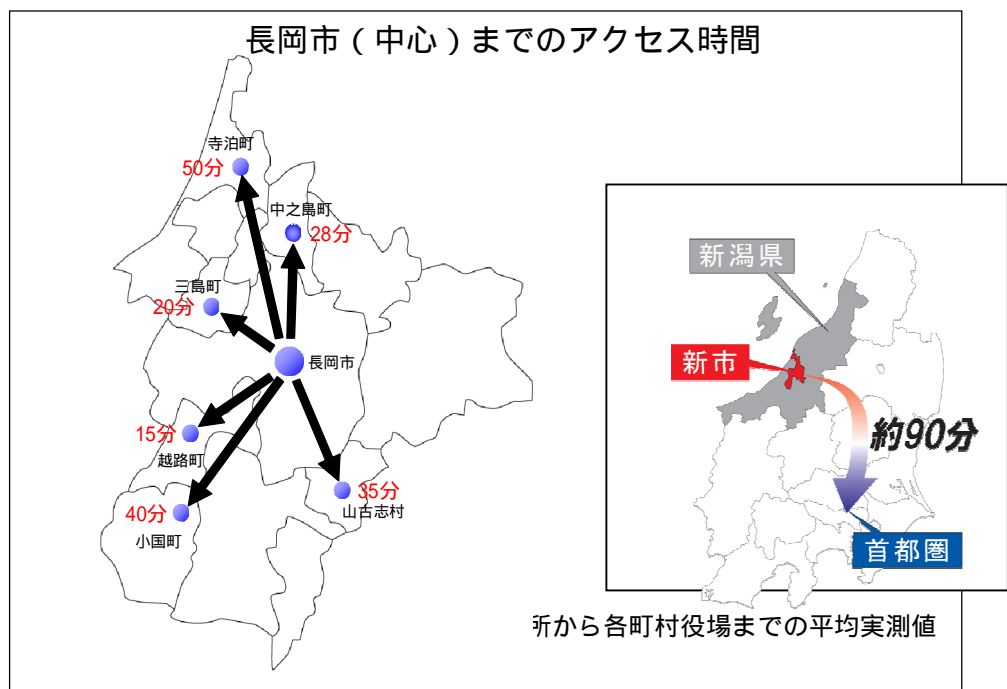 長岡市（中心）までのアクセス時間
寺泊町
50分
中之島町
28分
三島町
20分
長岡市
15分
越路町
35分
山古志村
40分
小国町
新潟県
新市
約90分
首都圏
所から各町村役場までの平均実測値